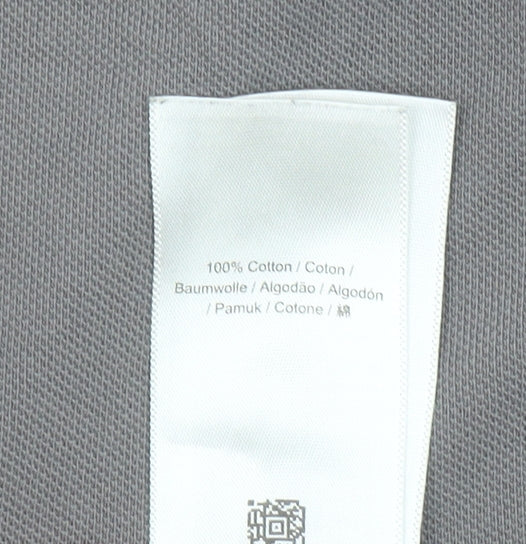 100% Cotton / Coton /
Baumwolle / Algodão / Algodón
/ Pamuk / Cotone / 綿